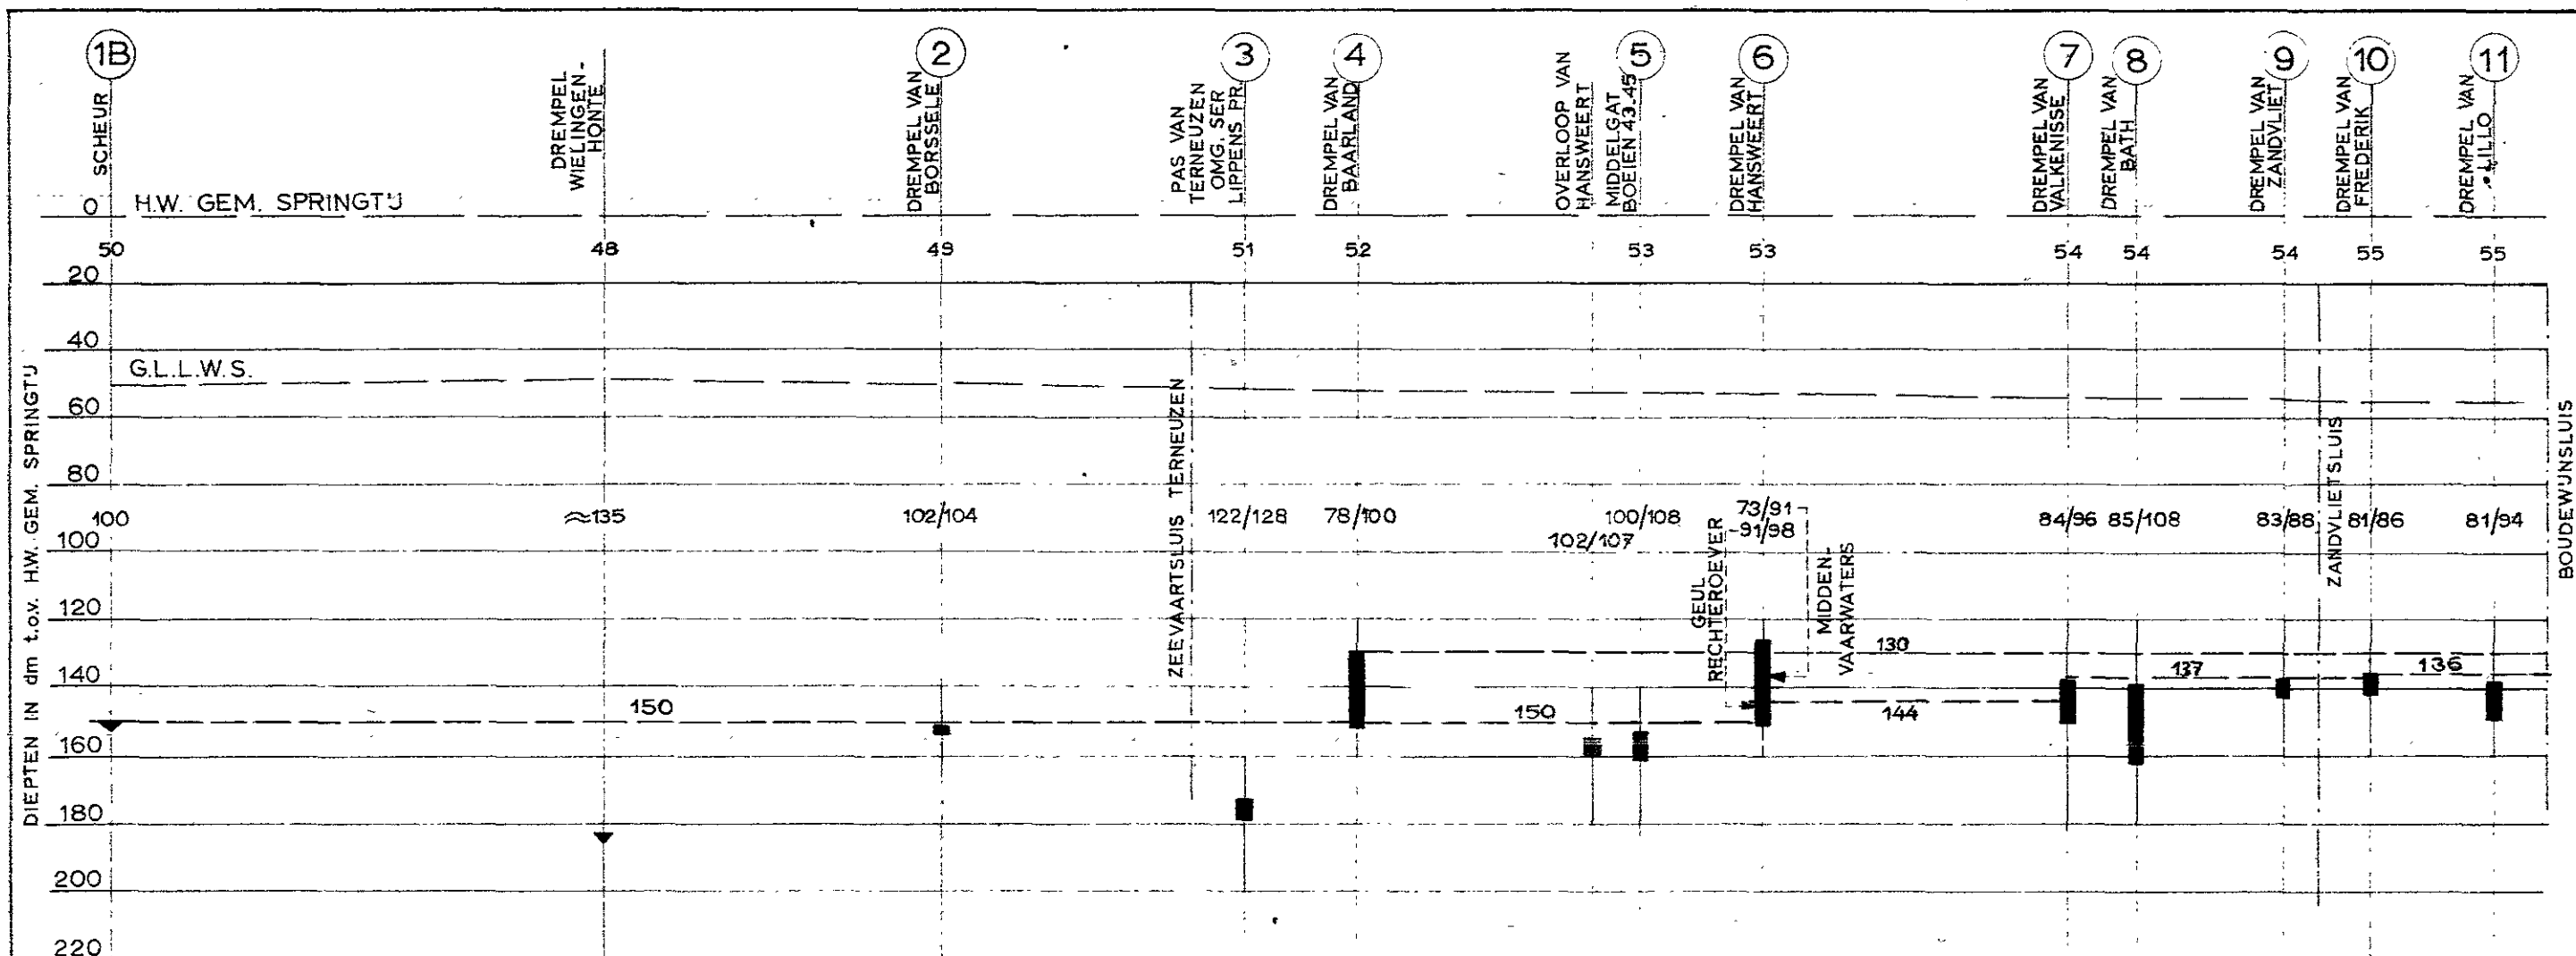 1B
2
3
4
5
6
7
8
9
10
11
SCHEUR
DREMPEL
WIELINGEN-
HONTE
DREMPEL VAN
BORSSELE
PAS VAN
TERNEUZEN
OMG. SER
LIPPENS PR.
DREMPEL VAN
BAARLAND
OVERLOOP VAN
HANSWEERT
MIDDELGAT
BOEIEN 43-45
DREMPEL VAN
HANSWEERT
DREMPEL VAN
VALKENISSE
DREMPEL VAN
BATH
DREMPEL VAN
ZANDVLIET
DREMPEL VAN
FREDERIK
DREMPEL VAN
LILLO
0 H.W. GEM. SPRINGTIJ
50 48 49 51 52 53 53 54 54 54 55 55
20
40
G.L.L.W.S.
60
80
100 ≈135 102/104 122/128 78/100 100/108 73/91 84/96 85/108 83/88 81/86 81/94
-91/98
102/107
100
120
140
160
180
200
220
DIEPTEN IN dm t.o.v. H.W. GEM. SPRINGTIJ
ZEEVAARTSLUIS TERNEUZEN
GEUL
RECHTEROEVER
MIDDEN-
VAARWATERS
ZANDVLIETSLUIS
BOUDEWIJNSLUIS
130
137
136
150
150
144